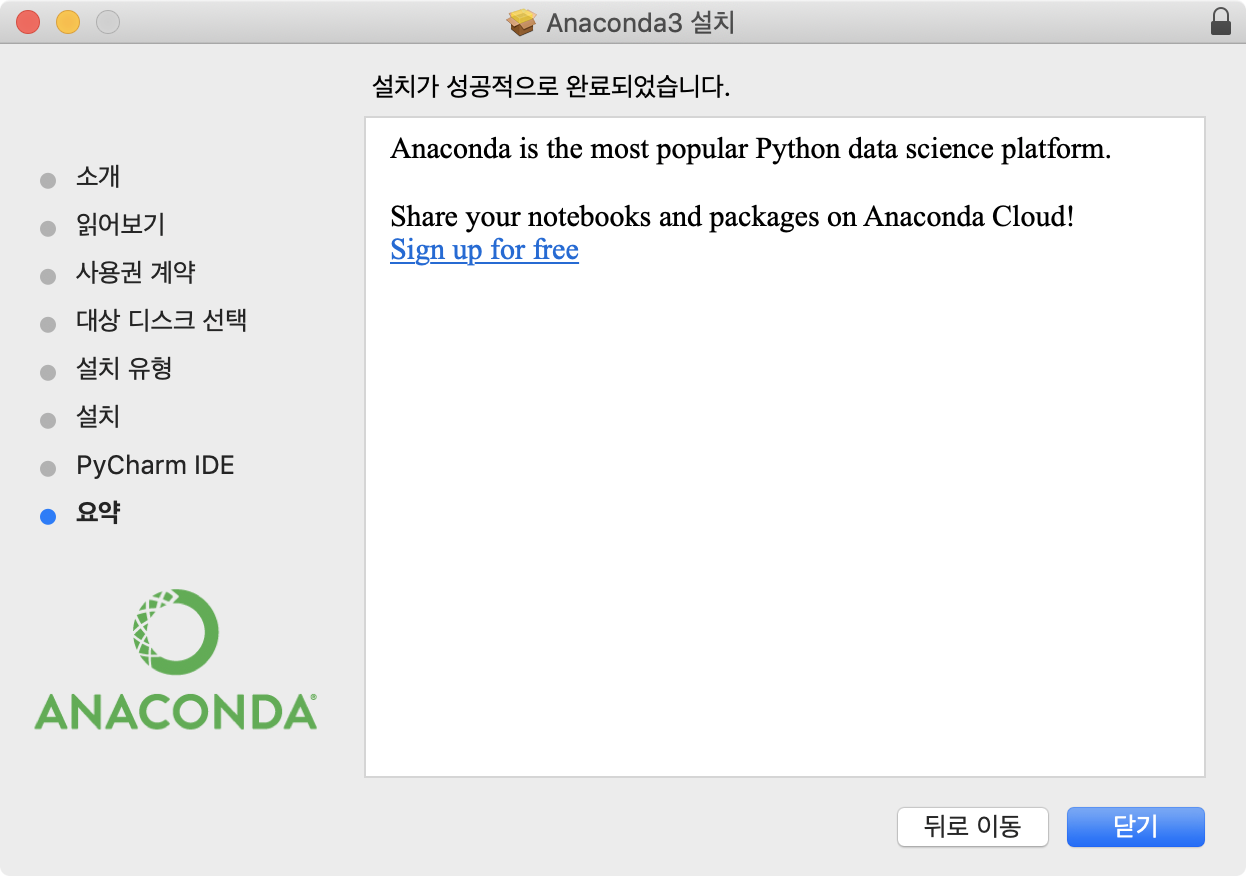 Anaconda3 설치
설치가 성공적으로 완료되었습니다.
소개
읽어보기
사용권 계약
대상 디스크 선택
설치 유형
설치
PyCharm IDE
요약
ANACONDA®
Anaconda is the most popular Python data science platform.
Share your notebooks and packages on Anaconda Cloud!
Sign up for free
뒤로 이동
닫기